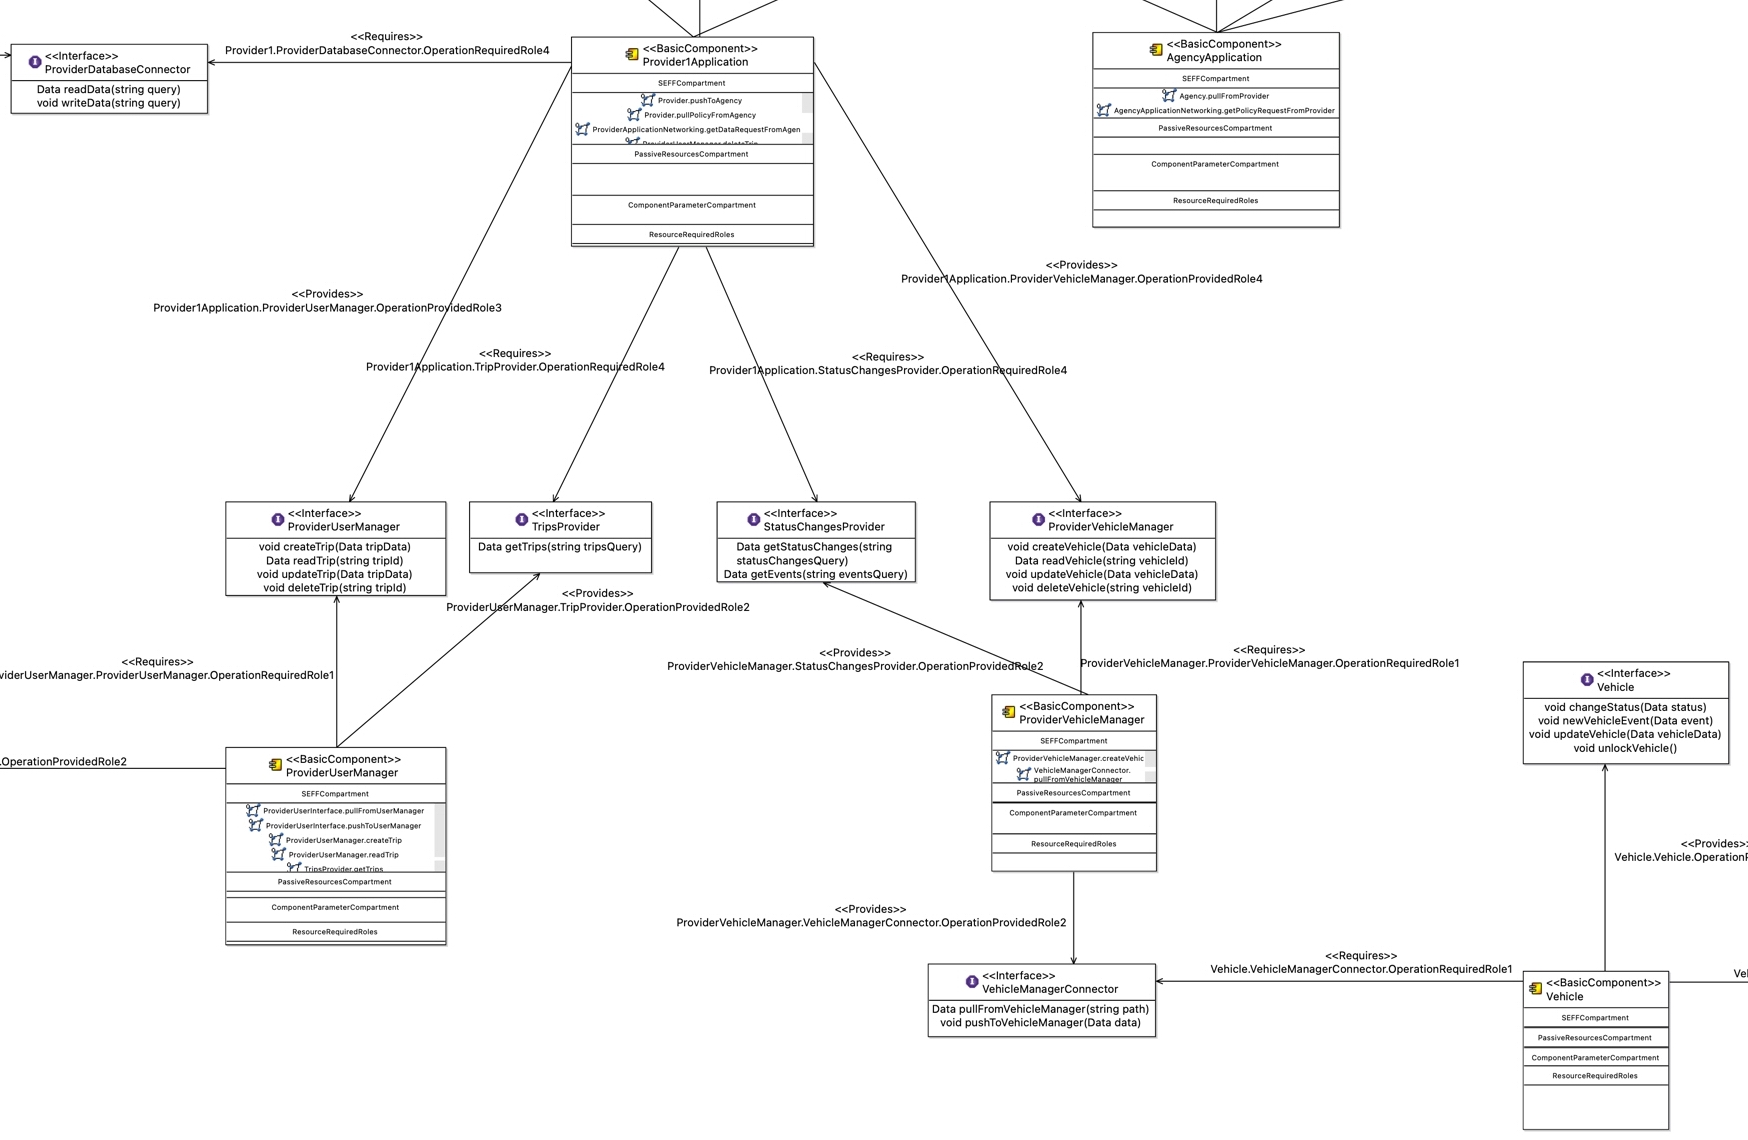 <<Interface>>
ProviderDatabaseConnector
Data readData(string query)
void writeData(string query)
<<Requires>>
Provider1.ProviderDatabaseConnector.OperationRequiredRole4
<<BasicComponent>>
Provider1Application
SEFFCompartment
Provider.pushToAgency
Provider.pullPolicyFromAgency
ProviderApplicationNetworking.getDataRequestFromAgen
ProviderUserManager.deleteTrip
PassiveResourcesCompartment
ComponentParameterCompartment
ResourceRequiredRoles
<<BasicComponent>>
AgencyApplication
SEFFCompartment
Agency.pullFromProvider
AgencyApplicationNetworking.getPolicyRequestFromProvider
PassiveResourcesCompartment
ComponentParameterCompartment
ResourceRequiredRoles
<<Provides>>
Provider1Application.ProviderUserManager.OperationProvidedRole3
<<Requires>>
Provider1Application.TripProvider.OperationRequiredRole4
<<Requires>>
Provider1Application.StatusChangesProvider.OperationRequiredRole4
<<Provides>>
Provider1Application.ProviderVehicleManager.OperationProvidedRole4
<<Interface>>
ProviderUserManager
void createTrip(Data tripData)
Data readTrip(string tripId)
void updateTrip(Data tripData)
void deleteTrip(string tripId)
<<Interface>>
TripsProvider
Data getTrips(string tripsQuery)
<<Interface>>
StatusChangesProvider
Data getStatusChanges(string
statusChangesQuery)
Data getEvents(string eventsQuery)
<<Interface>>
ProviderVehicleManager
void createVehicle(Data vehicleData)
Data readVehicle(string vehicleId)
void updateVehicle(Data vehicleData)
void deleteVehicle(string vehicleId)
<<Provides>>
ProviderUserManager.TripProvider.OperationProvidedRole2
<<Requires>>
viderUserManager.ProviderUserManager.OperationRequiredRole1
<<Provides>>
ProviderVehicleManager.StatusChangesProvider.OperationProvidedRole2
<<Requires>>
ProviderVehicleManager.ProviderVehicleManager.OperationRequiredRole1
<<Interface>>
Vehicle
void changeStatus(Data status)
void newVehicleEvent(Data event)
void updateVehicle(Data vehicleData)
void unlockVehicle()
.OperationProvidedRole2
<<BasicComponent>>
ProviderUserManager
SEFFCompartment
ProviderUserInterface.pullFromUserManager
ProviderUserInterface.pushToUserManager
ProviderUserManager.createTrip
ProviderUserManager.readTrip
TripsProvider.getTrips
PassiveResourcesCompartment
ComponentParameterCompartment
ResourceRequiredRoles
<<BasicComponent>>
ProviderVehicleManager
SEFFCompartment
ProviderVehicleManager.createVehic
VehicleManagerConnector.
pullFromVehicleManager
PassiveResourcesCompartment
ComponentParameterCompartment
ResourceRequiredRoles
<<Provides>>
Vehicle.Vehicle.OperationP
<<Provides>>
ProviderVehicleManager.VehicleManagerConnector.OperationProvidedRole2
<<Interface>>
VehicleManagerConnector
Data pullFromVehicleManager(string path)
void pushToVehicleManager(Data data)
<<Requires>>
Vehicle.VehicleManagerConnector.OperationRequiredRole1
<<BasicComponent>>
Vehicle
SEFFCompartment
PassiveResourcesCompartment
ComponentParameterCompartment
ResourceRequiredRoles
Vel